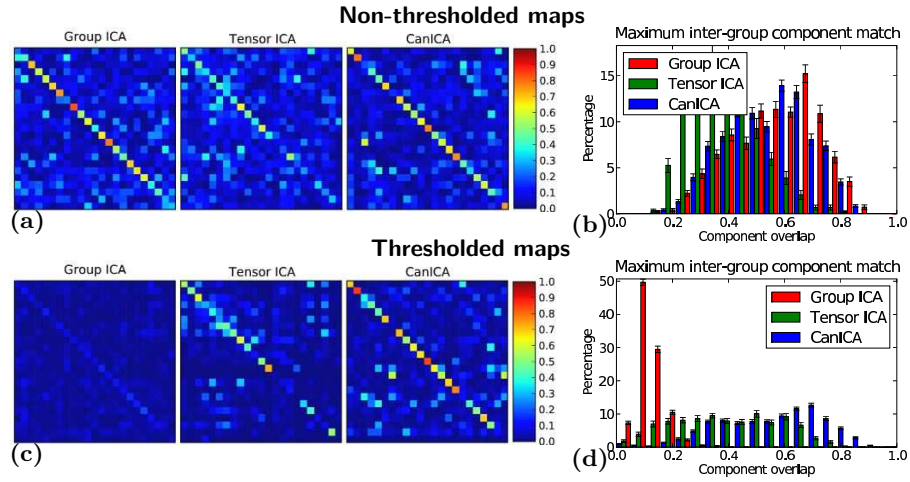 Non-thresholded maps
Group ICA
Tensor ICA
CanICA
1.0
0.9
0.8
0.7
0.6
0.5
0.4
0.3
0.2
0.1
0.0
(a)
Maximum inter-group component match
Group ICA
Tensor ICA
CanICA
Percentage
15
10
5
0
0.0 0.2 0.4 0.6 0.8 1.0
Component overlap
(b)
Thresholded maps
Group ICA
Tensor ICA
CanICA
1.0
0.9
0.8
0.7
0.6
0.5
0.4
0.3
0.2
0.1
0.0
(c)
Maximum inter-group component match
Group ICA
Tensor ICA
CanICA
Percentage
50
40
30
20
10
0
0.0 0.2 0.4 0.6 0.8 1.0
Component overlap
(d)